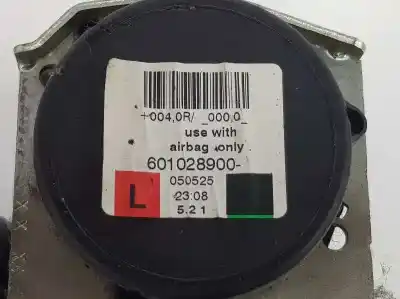 +004,0R/ _000,0_
use with
airbag only
601028900-
L
050525
23:08
5.2 1